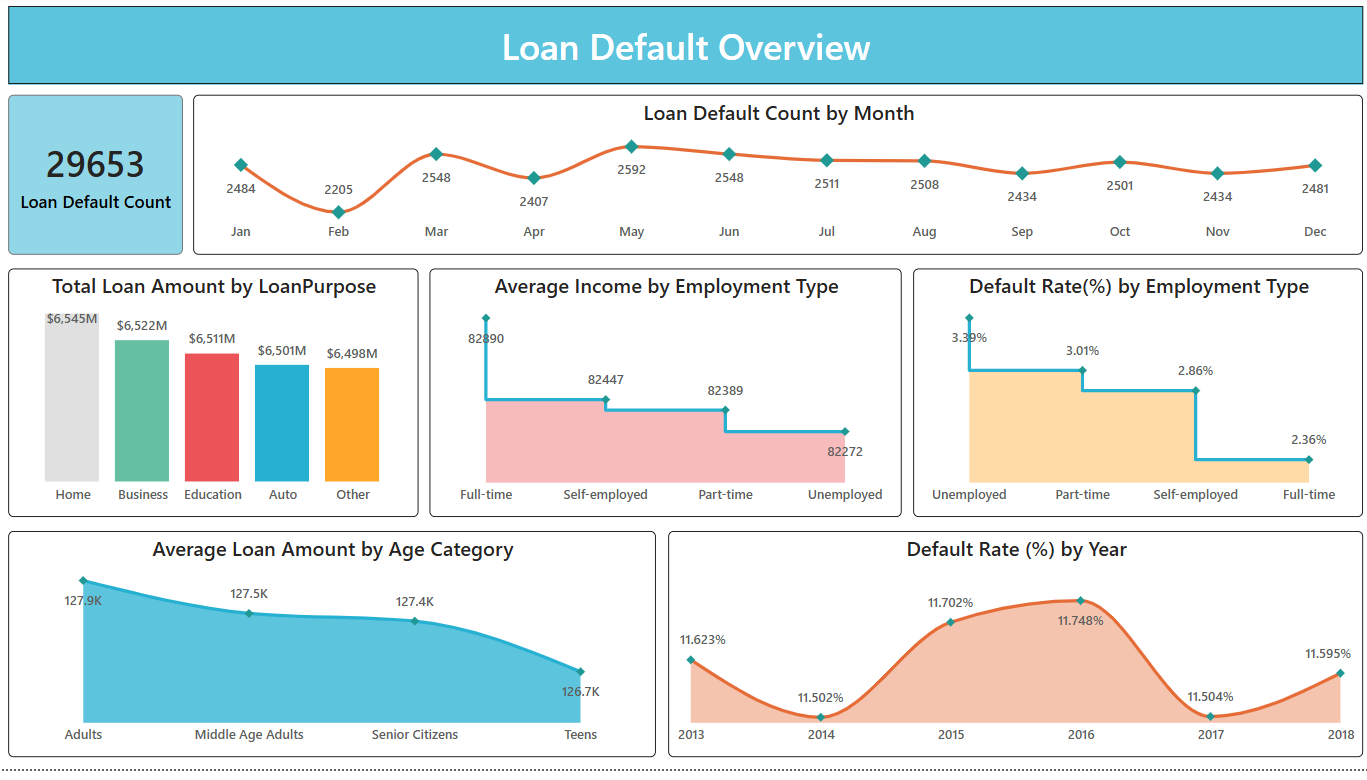 Loan Default Overview
29653
Loan Default Count
Loan Default Count by Month
2484 2205 2548 2407 2592 2548 2511 2508 2434 2501 2434 2481
Jan Feb Mar Apr May Jun Jul Aug Sep Oct Nov Dec
Total Loan Amount by LoanPurpose
$6,545M $6,522M $6,511M $6,501M $6,498M
Home Business Education Auto Other
Average Income by Employment Type
82890 82447 82389 82272
Full-time Self-employed Part-time Unemployed
Default Rate(%) by Employment Type
3.39% 3.01% 2.86% 2.36%
Unemployed Part-time Self-employed Full-time
Average Loan Amount by Age Category
127.9K 127.5K 127.4K 126.7K
Adults Middle Age Adults Senior Citizens Teens
Default Rate (%) by Year
11.623% 11.502% 11.702% 11.748% 11.504% 11.595%
2013 2014 2015 2016 2017 2018